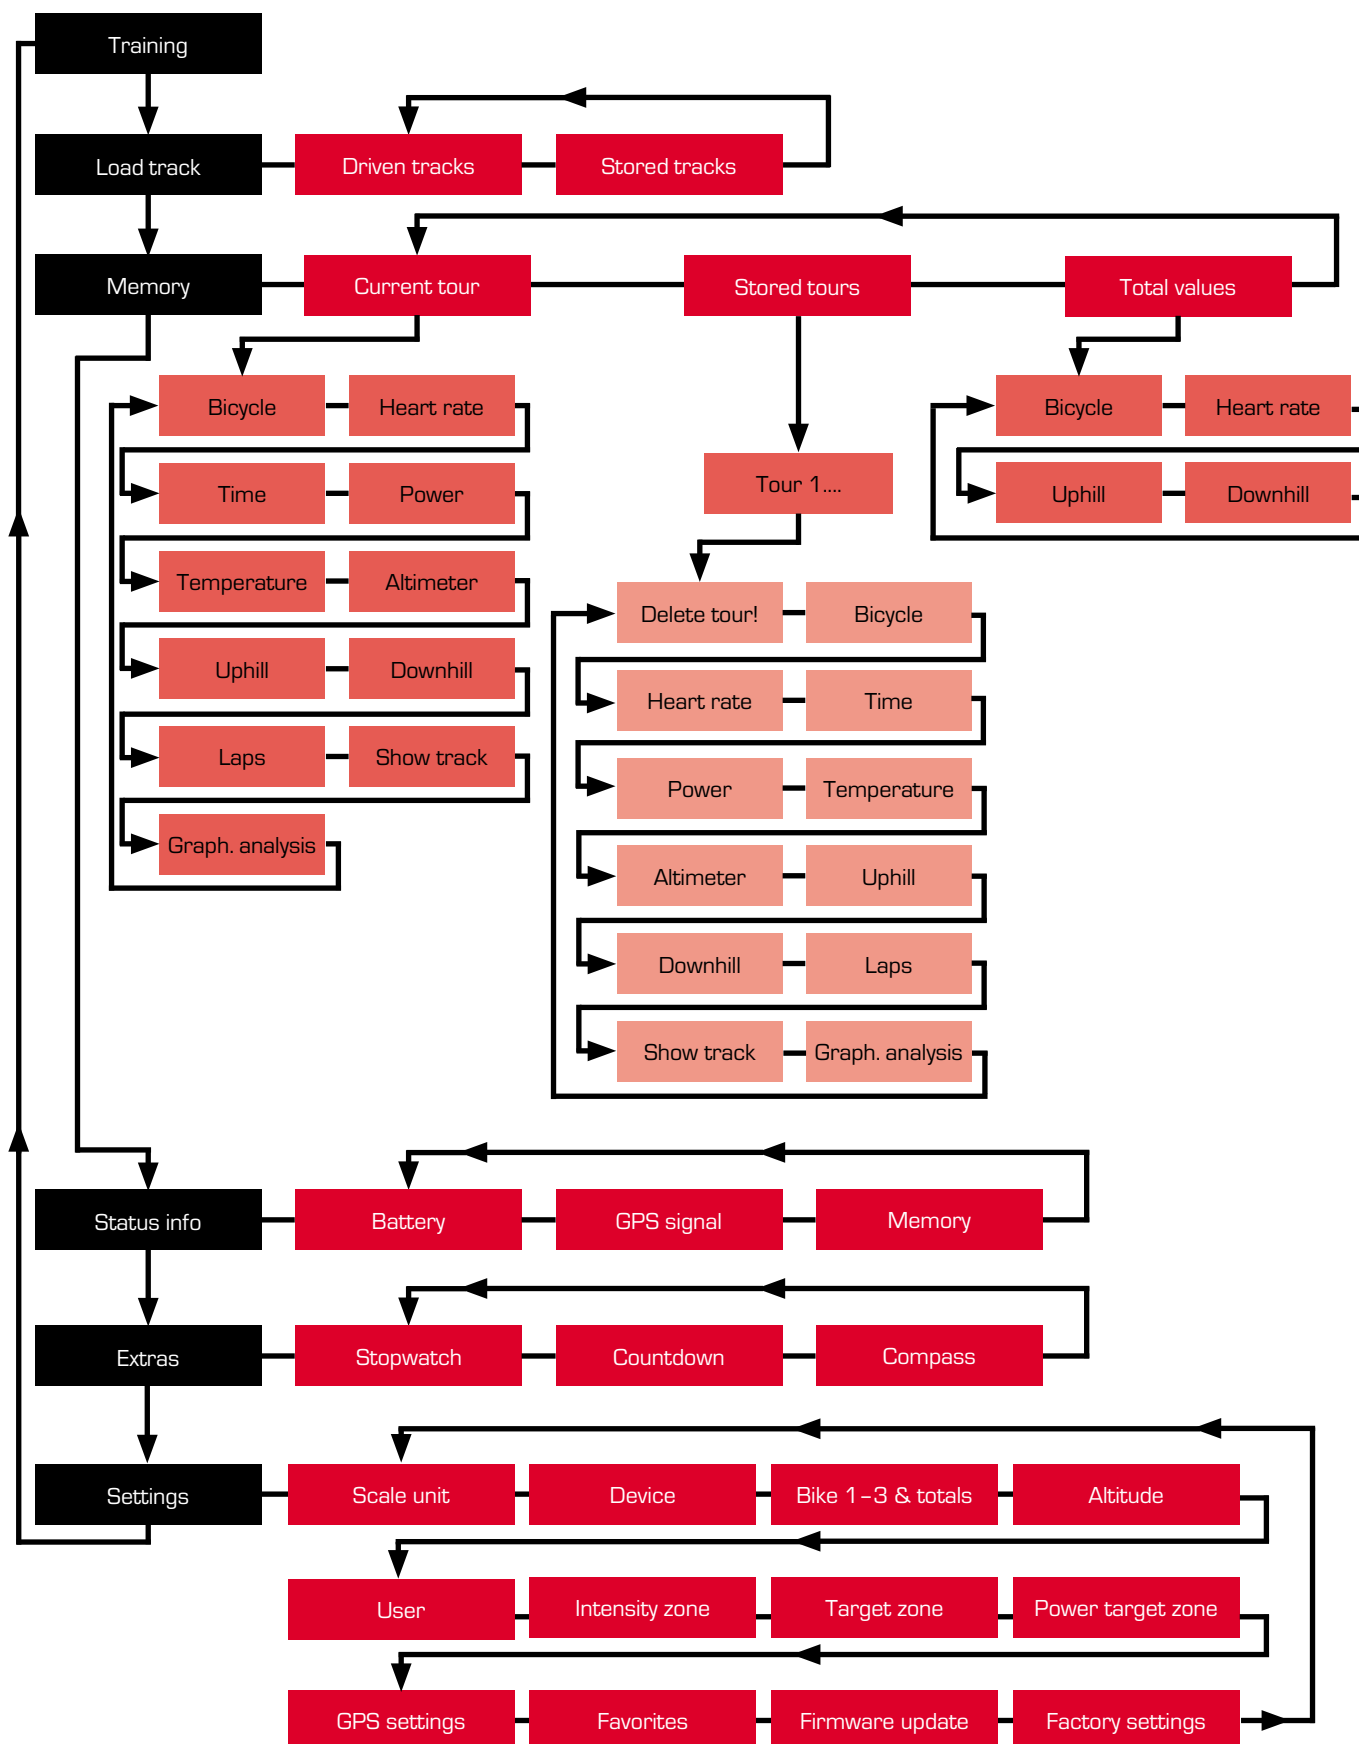 Training
Load track
Driven tracks
Stored tracks
Memory
Current tour
Stored tours
Total values
Bicycle
Heart rate
Time
Power
Temperature
Altimeter
Uphill
Downhill
Laps
Show track
Graph. analysis
Tour 1....
Delete tour!
Bicycle
Heart rate
Time
Power
Temperature
Altimeter
Uphill
Downhill
Laps
Show track
Graph. analysis
Bicycle
Heart rate
Uphill
Downhill
Status info
Battery
GPS signal
Memory
Extras
Stopwatch
Countdown
Compass
Settings
Scale unit
Device
Bike 1–3 & totals
Altitude
User
Intensity zone
Target zone
Power target zone
GPS settings
Favorites
Firmware update
Factory settings